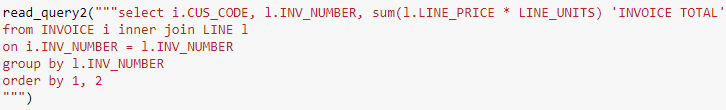 read_query2("""select i.CUS_CODE, l.INV_NUMBER, sum(l.LINE_PRICE * LINE_UNITS) 'INVOICE TOTAL'
from INVOICE i inner join LINE l
on i.INV_NUMBER = l.INV_NUMBER
group by l.INV_NUMBER
order by 1, 2
""")